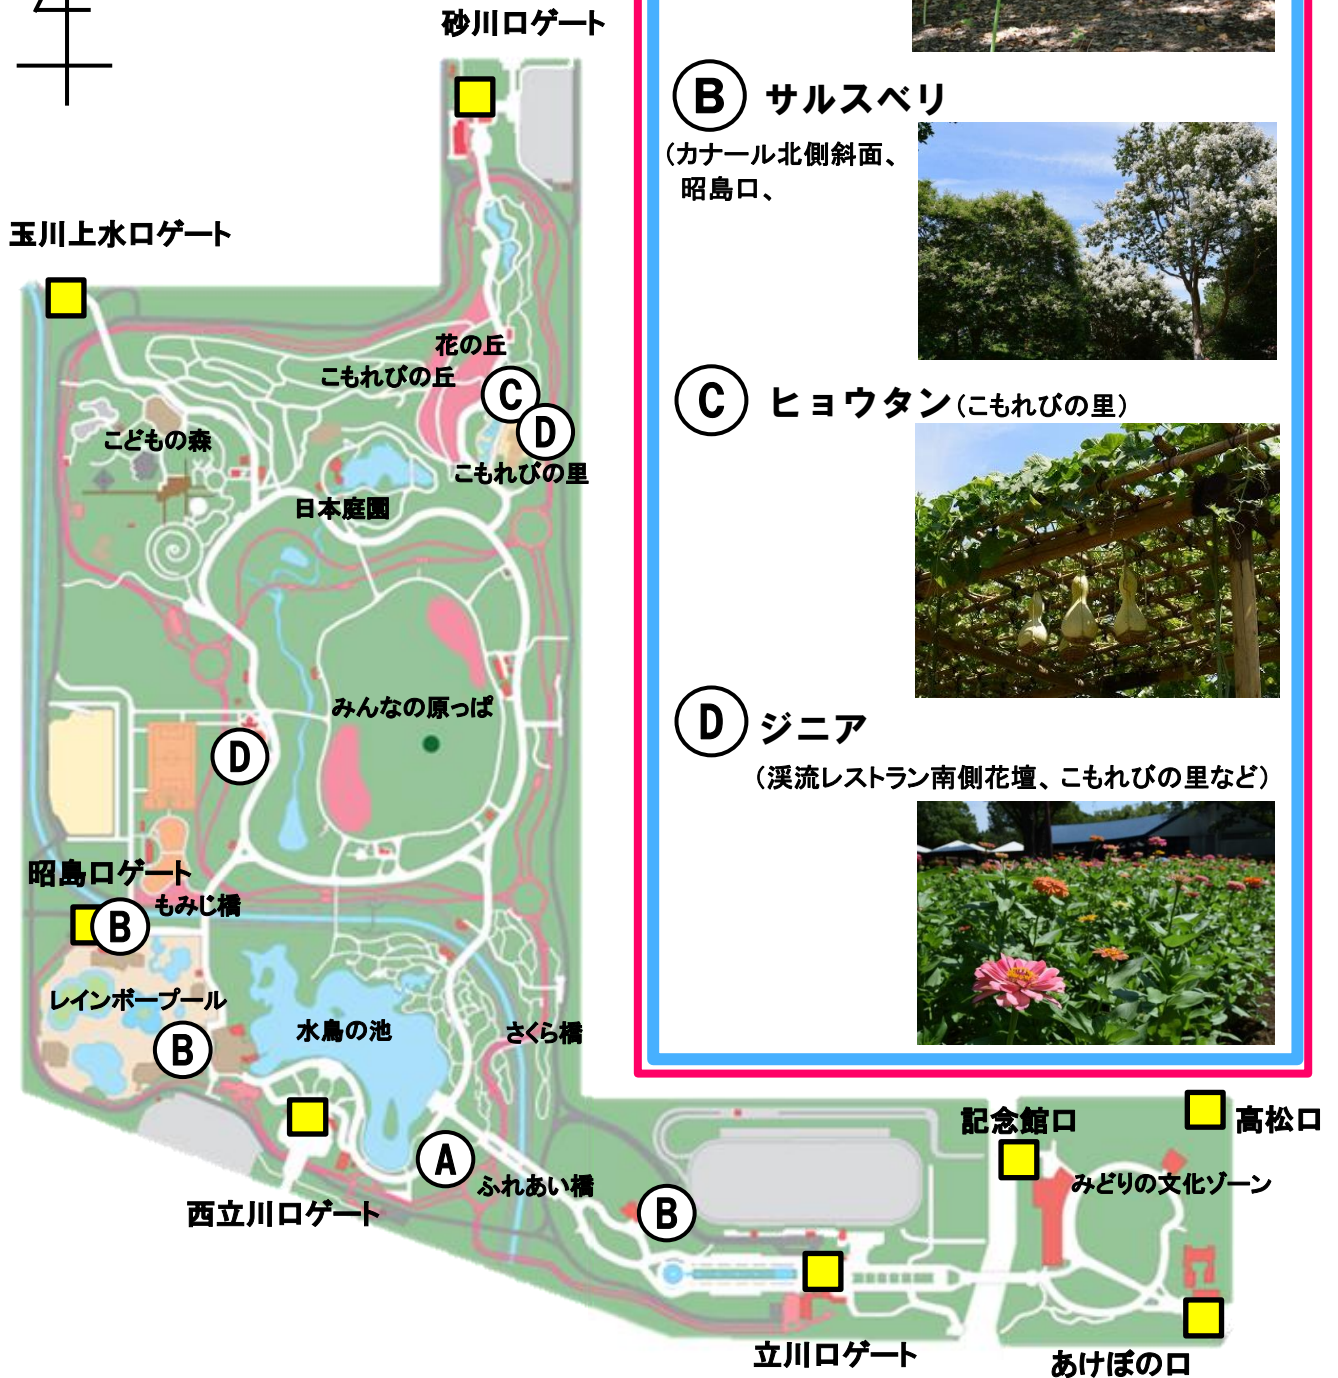 砂川口ゲート
B サルスベリ
(カナール北側斜面、
昭島口、
玉川上水口ゲート
花の丘
こもれびの丘
C
D
C ヒョウタン(こもれびの里)
こどもの森
こもれびの里
日本庭園
みんなの原っぱ
D
D ジニア
(渓流レストラン南側花壇、こもれびの里など)
昭島口ゲート
もみじ橋
B
レインボープール
水鳥の池
さくら橋
B
A
ふれあい橋
西立川口ゲート
B
記念館口
高松口
みどりの文化ゾーン
立川口ゲート
あけぼの口